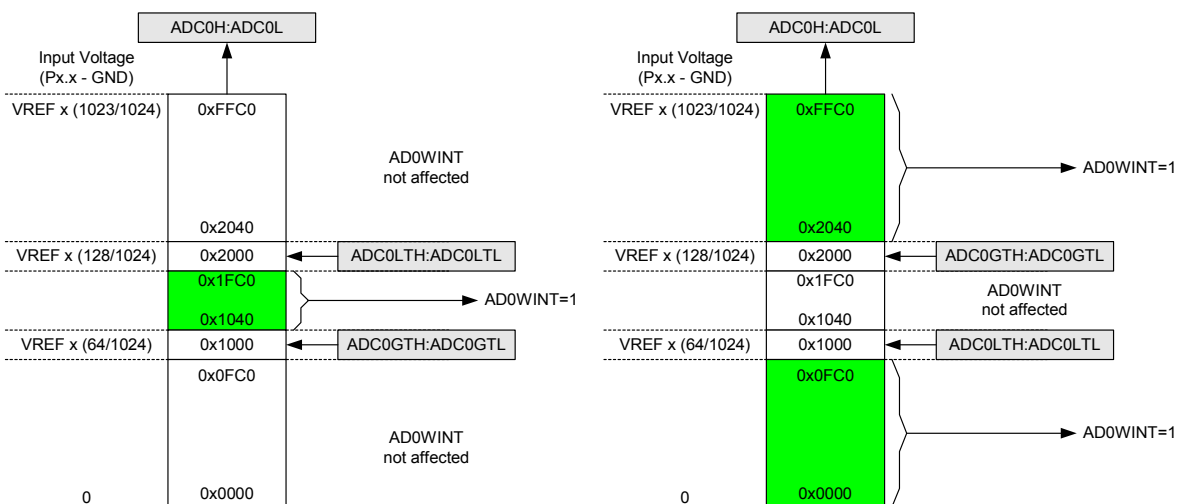 ADC0H:ADC0L
Input Voltage
(Px.x - GND)
VREF x (1023/1024)
0xFFC0
AD0WINT
not affected
0x2040
VREF x (128/1024)
0x2000
ADC0LTH:ADC0LTL
0x1FC0
AD0WINT=1
0x1040
VREF x (64/1024)
0x1000
ADC0GTH:ADC0GTL
0x0FC0
AD0WINT
not affected
0
0x0000
ADC0H:ADC0L
Input Voltage
(Px.x - GND)
VREF x (1023/1024)
0xFFC0
AD0WINT=1
0x2040
VREF x (128/1024)
0x2000
ADC0GTH:ADC0GTL
0x1FC0
AD0WINT
not affected
0x1040
VREF x (64/1024)
0x1000
ADC0LTH:ADC0LTL
0x0FC0
AD0WINT=1
0
0x0000